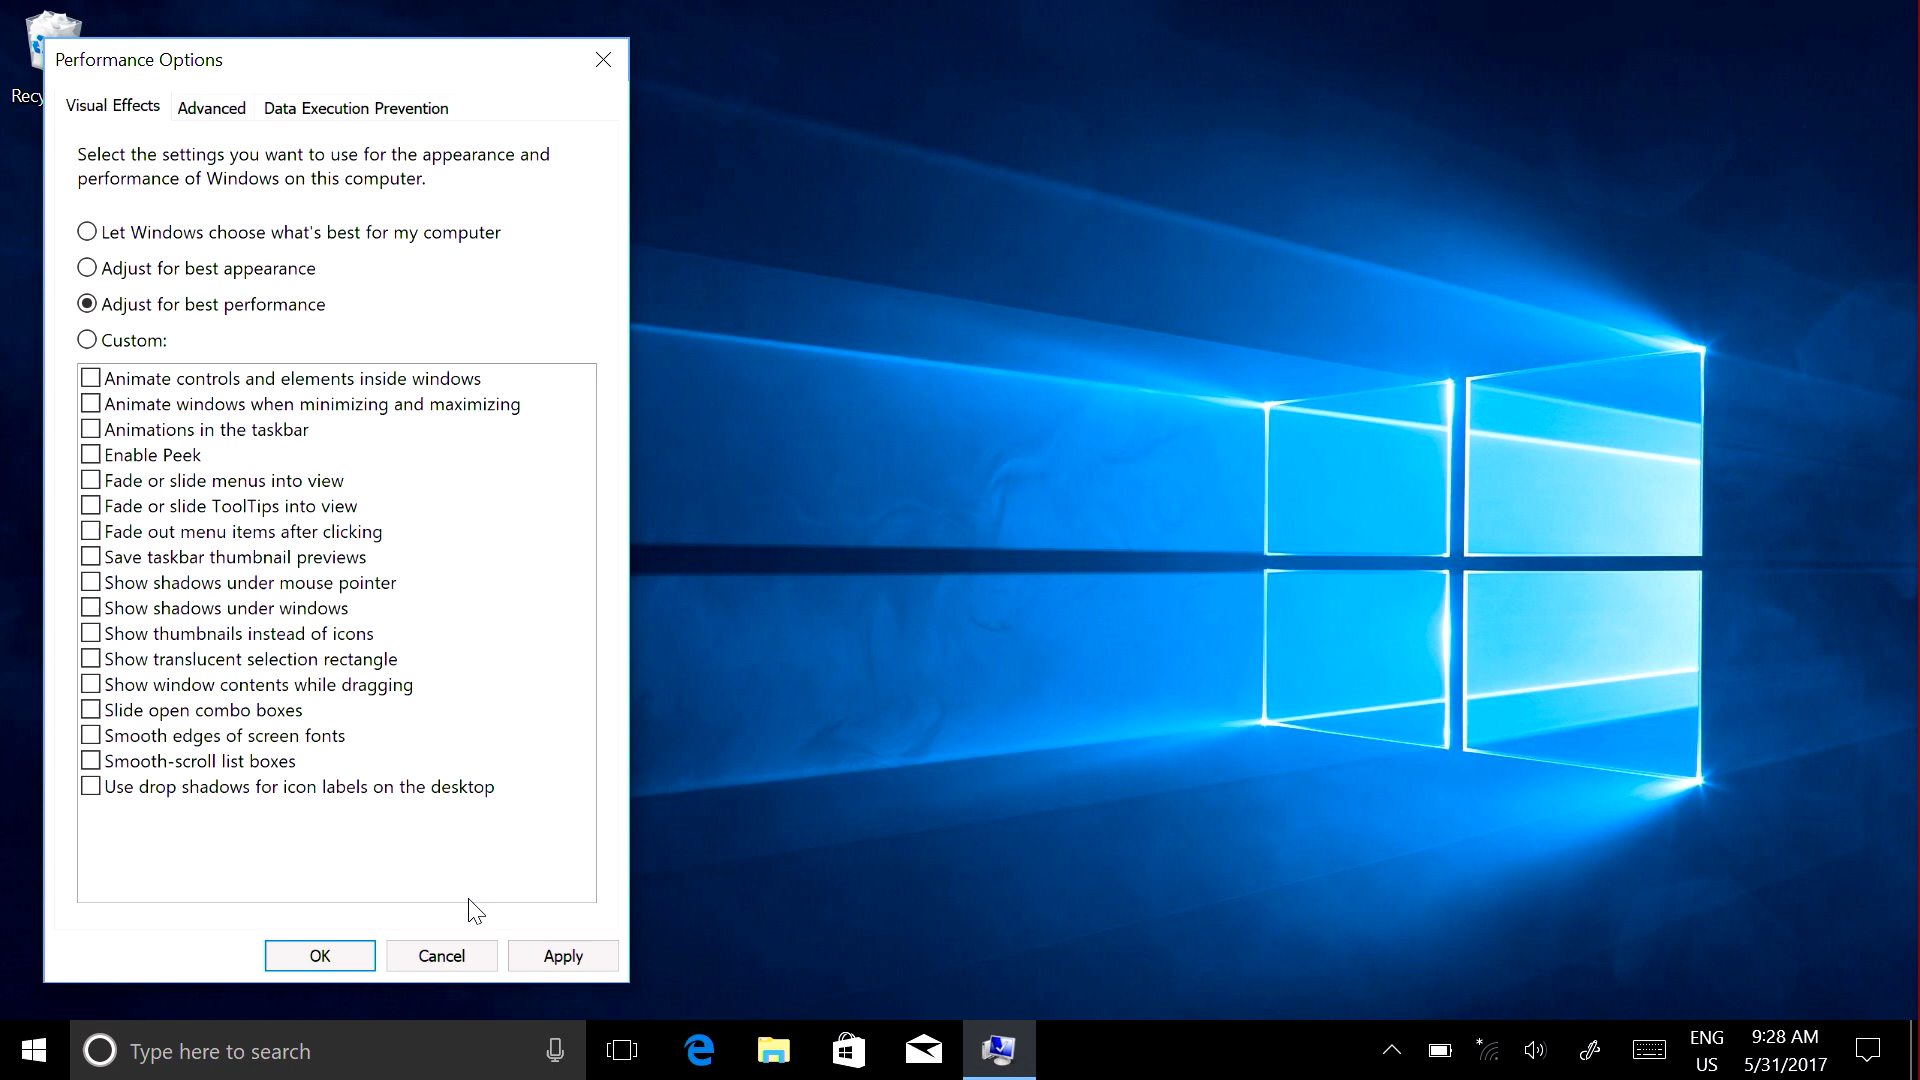 Recy
Performance Options
Visual Effects
Advanced
Data Execution Prevention
Select the settings you want to use for the appearance and
performance of Windows on this computer.
Let Windows choose what's best for my computer
Adjust for best appearance
Adjust for best performance
Custom:
Animate controls and elements inside windows
Animate windows when minimizing and maximizing
Animations in the taskbar
Enable Peek
Fade or slide menus into view
Fade or slide ToolTips into view
Fade out menu items after clicking
Save taskbar thumbnail previews
Show shadows under mouse pointer
Show shadows under windows
Show thumbnails instead of icons
Show translucent selection rectangle
Show window contents while dragging
Slide open combo boxes
Smooth edges of screen fonts
Smooth-scroll list boxes
Use drop shadows for icon labels on the desktop
OK
Cancel
Apply
Type here to search
ENG
US
9:28 AM
5/31/2017